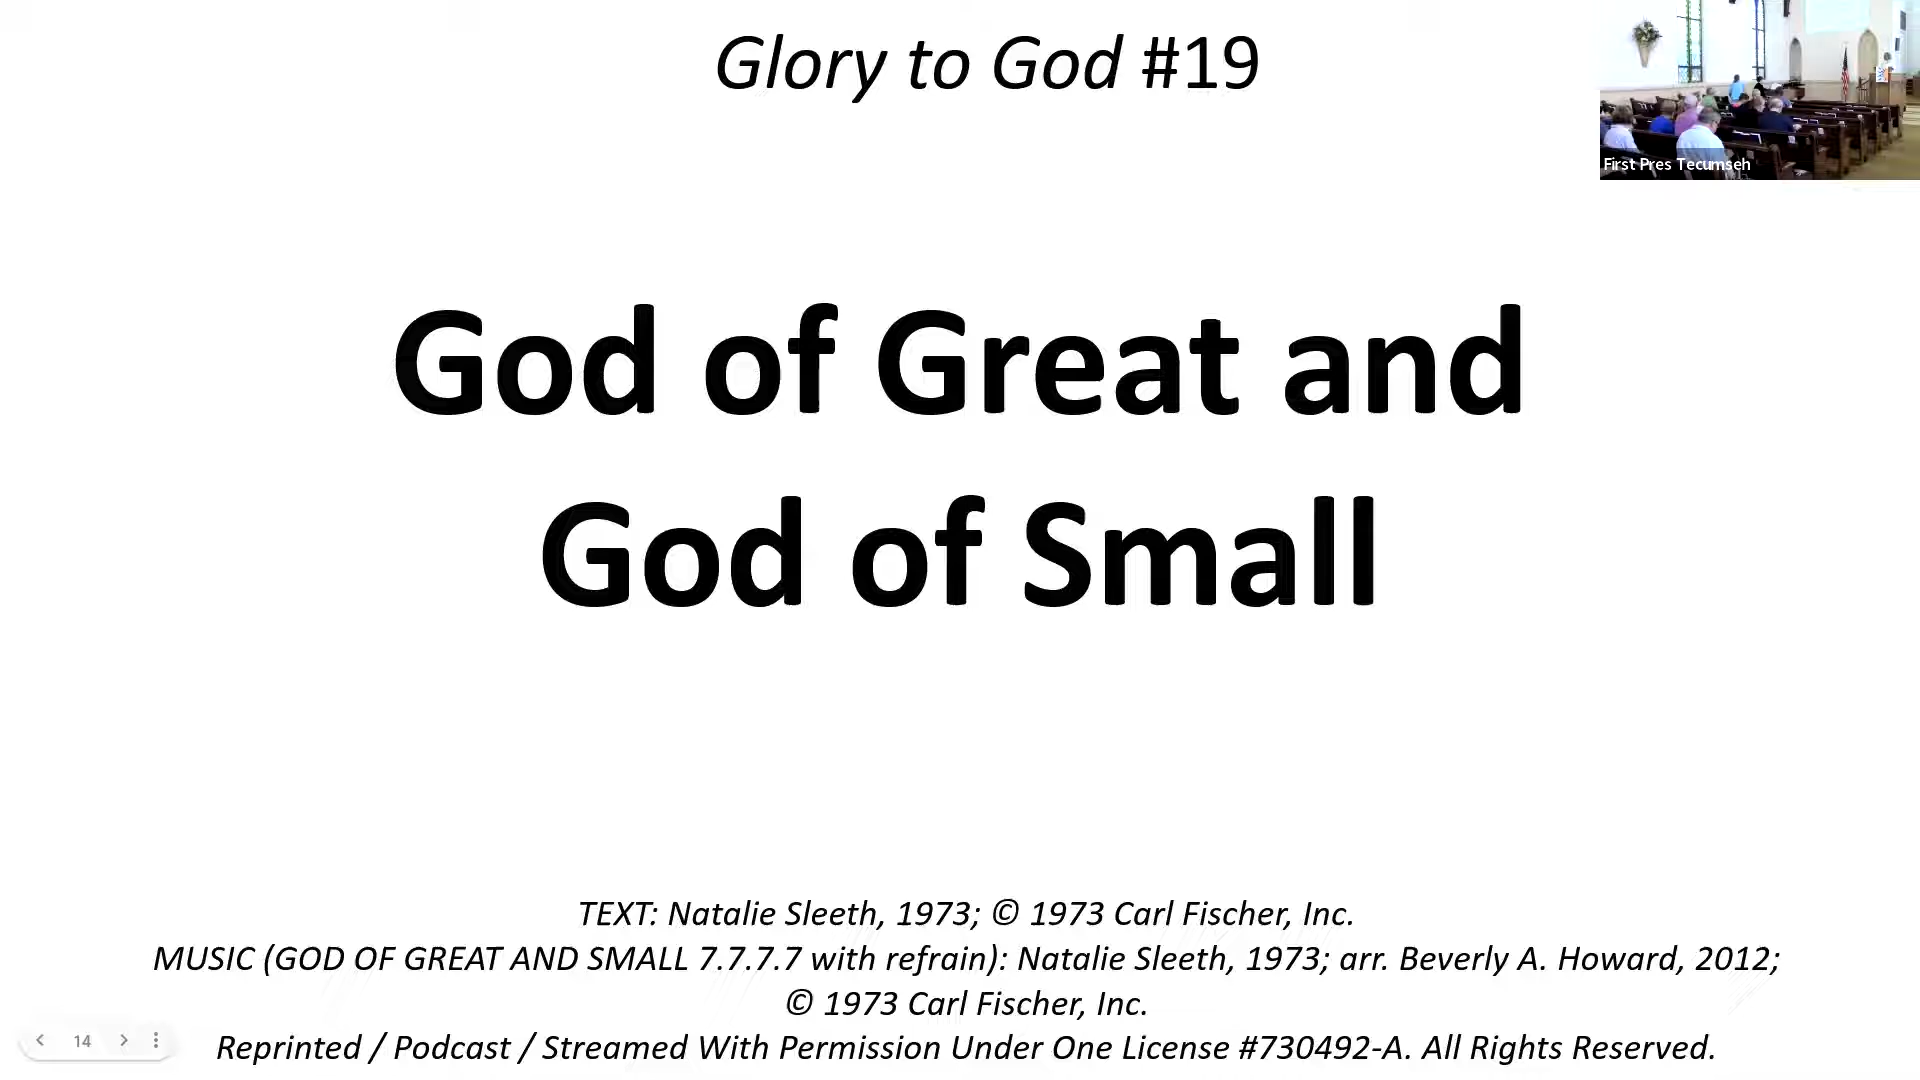 Glory to God #19
First Pres Tecumseh
God of Great and
God of Small
TEXT: Natalie Sleeth, 1973; © 1973 Carl Fischer, Inc.
MUSIC (GOD OF GREAT AND SMALL 7.7.7.7 with refrain): Natalie Sleeth, 1973; arr. Beverly A. Howard, 2012;
© 1973 Carl Fischer, Inc.
Reprinted / Podcast / Streamed With Permission Under One License #730492-A. All Rights Reserved.
14